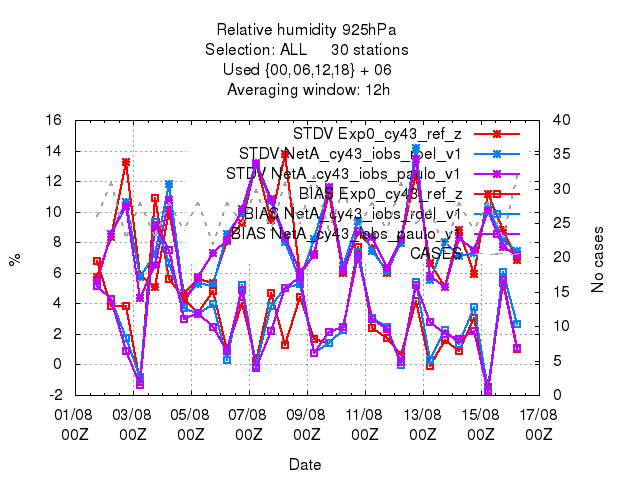 Relative humidity 925hPa
Selection: ALL 30 stations
Used {00,06,12,18} + 06
Averaging window: 12h
16 40
14 35
12 30
10 25
8 20
6 15
4 10
2 5
0 0
-2
STDV Exp0_cy43_ref_z
STDV NetA_cy43_iobs_roel_v1
STDV NetA_cy43_iobs_paulo_v1
BIAS Exp0_cy43_ref_z
BIAS NetA_cy43_iobs_roel_v1
BIAS NetA_cy43_iobs_paulo_v1
CASES
%
No cases
01/08 03/08 05/08 07/08 09/08 11/08 13/08 15/08 17/08
00Z 00Z 00Z 00Z 00Z 00Z 00Z 00Z 00Z
Date